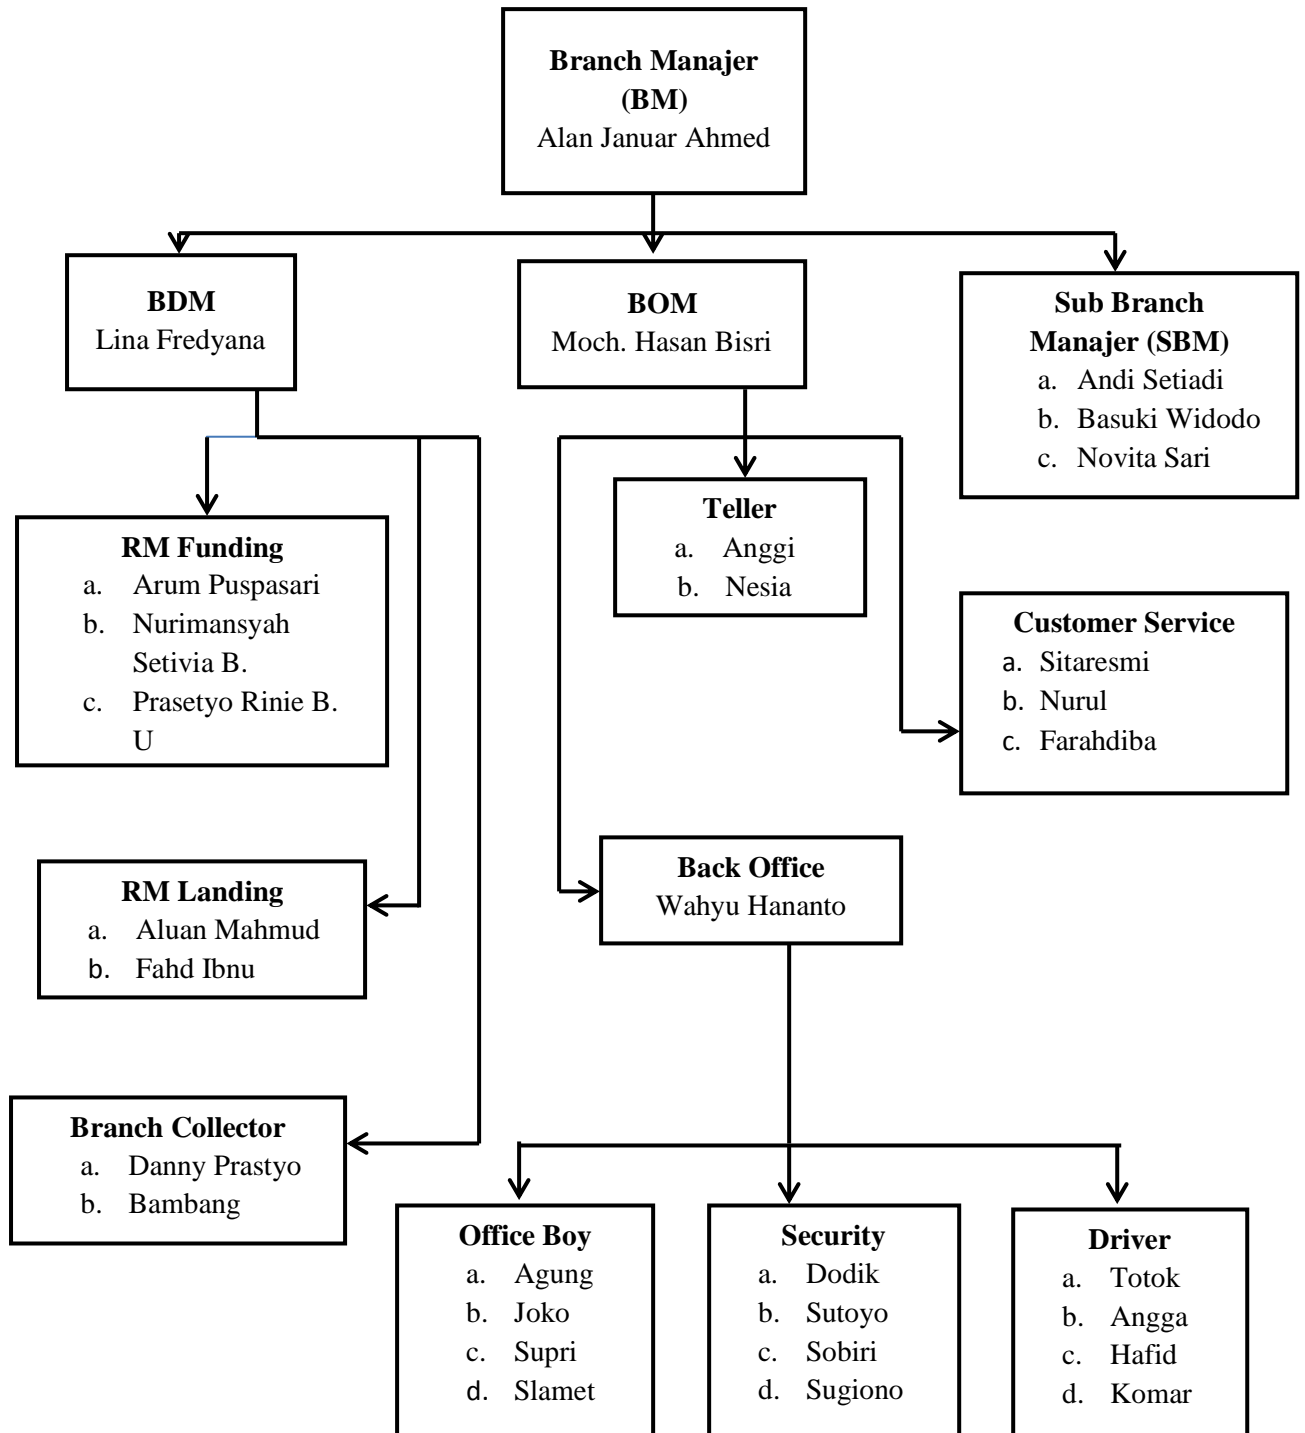 Branch Manajer
(BM)
Alan Januar Ahmed
BDM
Lina Fredyana
BOM
Moch. Hasan Bisri
Sub Branch
Manajer (SBM)
a. Andi Setiadi
b. Basuki Widodo
c. Novita Sari
RM Funding
a. Arum Puspasari
b. Nurimansyah
Setivia B.
c. Prasetyo Rinie B.
U
Teller
a. Anggi
b. Nesia
Customer Service
a. Sitaresmi
b. Nurul
c. Farahdiba
RM Landing
a. Aluan Mahmud
b. Fahd Ibnu
Back Office
Wahyu Hananto
Branch Collector
a. Danny Prastyo
b. Bambang
Office Boy
a. Agung
b. Joko
c. Supri
d. Slamet
Security
a. Dodik
b. Sutoyo
c. Sobiri
d. Sugiono
Driver
a. Totok
b. Angga
c. Hafid
d. Komar